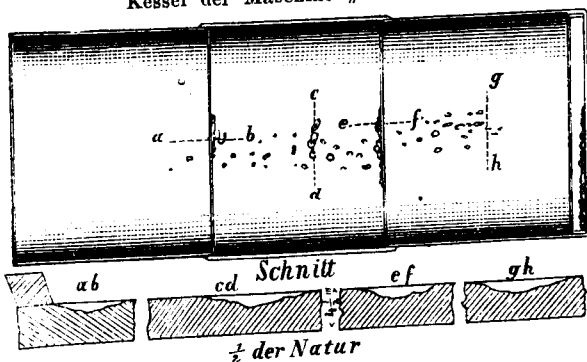 Kessel der Maschine „
c
g
a b e f
d h
Schnitt
ab cd ef gh
½ der Natur